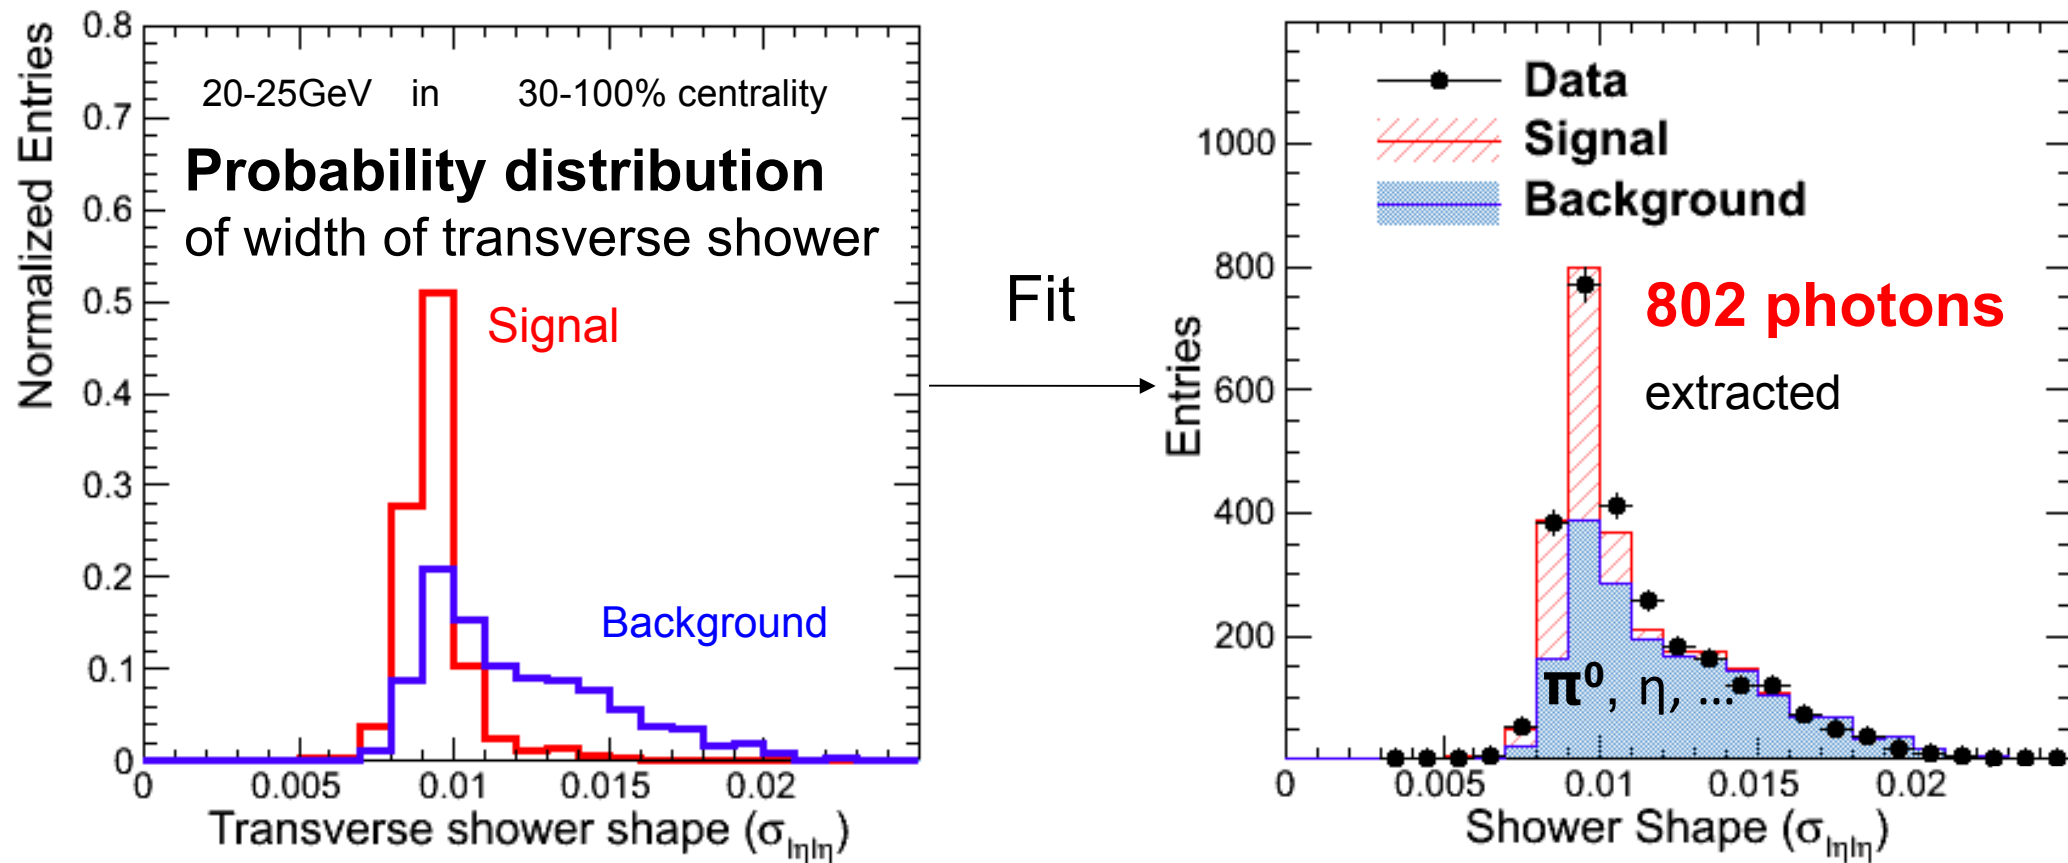 0.8
0.7
0.6
0.5
0.4
0.3
0.2
0.1
0
Normalized Entries
20-25GeV in 30-100% centrality
Probability distribution
of width of transverse shower
Signal
Background
0 0.005 0.01 0.015 0.02
Transverse shower shape (σ_lηlη)
Fit
Entries
1000
800
600
400
200
Data
Signal
Background
802 photons
extracted
π⁰, η, ...
0 0.005 0.01 0.015 0.02
Shower Shape (σ_lηlη)